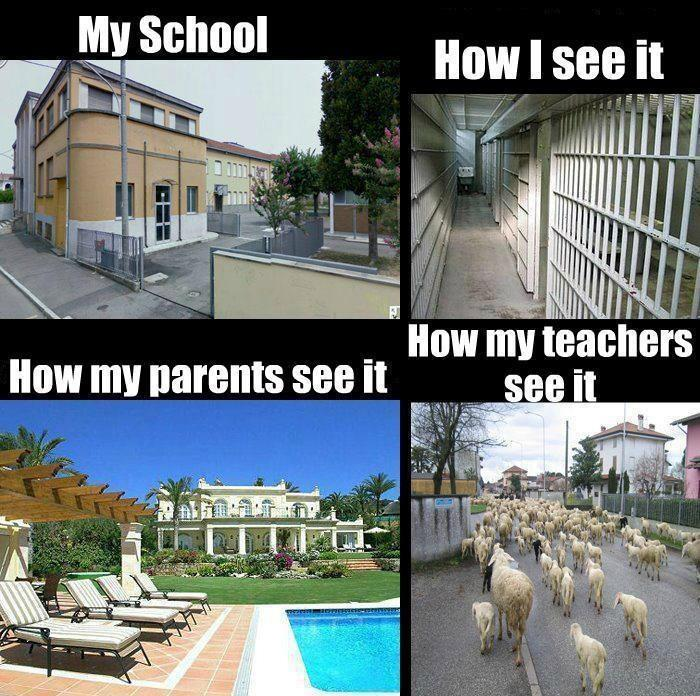 My School
How I see it
How my parents see it
How my teachers
see it